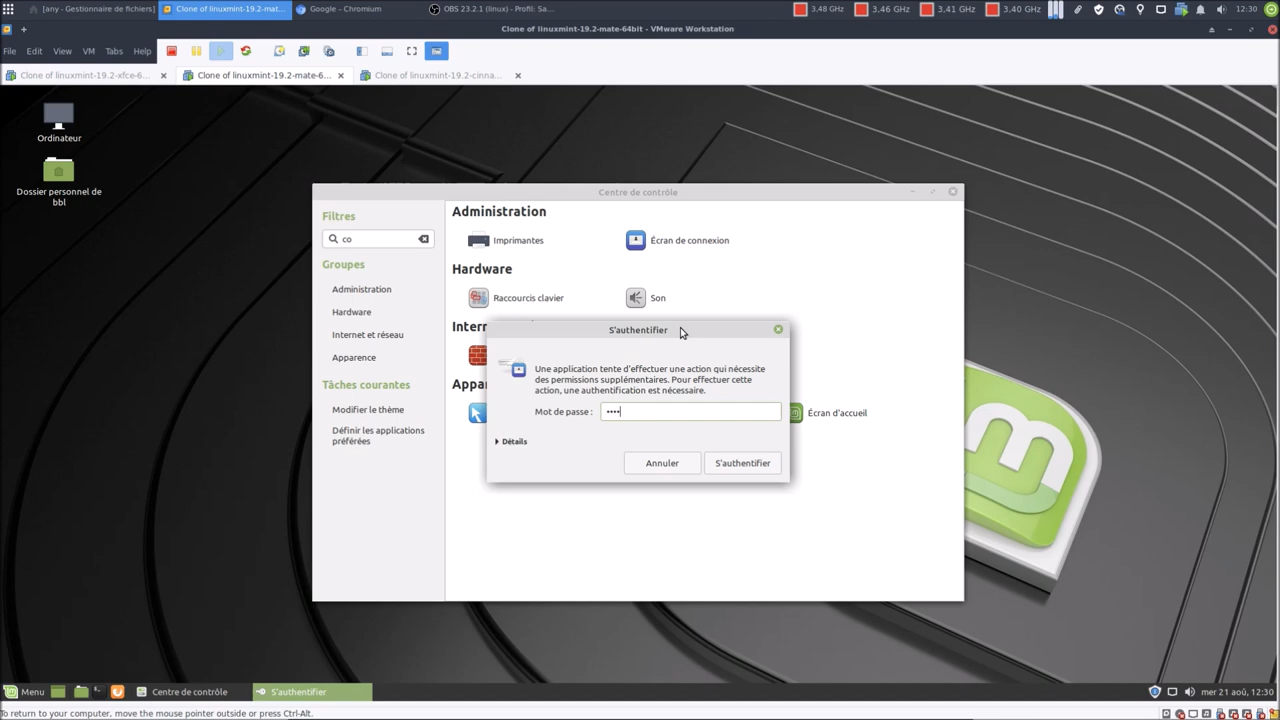 [any - Gestionnaire de fichiers]
Clone of linuxmint-19.2-mat...
Google - Chromium
OBS 23.2.1 (linux) - Profil: Sa...
3,48 GHz
3,46 GHz
3,41 GHz
3,40 GHz
12:30
Clone of linuxmint-19.2-mate-64bit - VMware Workstation
File Edit View VM Tabs Help
Clone of linuxmint-19.2-xfce-6...
Clone of linuxmint-19.2-mate-6...
Clone of linuxmint-19.2-cinna...
Ordinateur
Dossier personnel de
bbl
Centre de contrôle
Filtres
co
Groupes
Administration
Hardware
Internet et réseau
Apparence
Tâches courantes
Modifier le thème
Définir les applications
préférées
Administration
Imprimantes
Écran de connexion
Hardware
Raccourcis clavier
Son
Inter
Appa
Écran d'accueil
S'authentifier
Une application tente d'effectuer une action qui nécessite
des permissions supplémentaires. Pour effectuer cette
action, une authentification est nécessaire.
Mot de passe : ••••
Détails
Annuler
S'authentifier
Menu
Centre de contrôle
S'authentifier
mer 21 aoû, 12:30
To return to your computer, move the mouse pointer outside or press Ctrl-Alt.